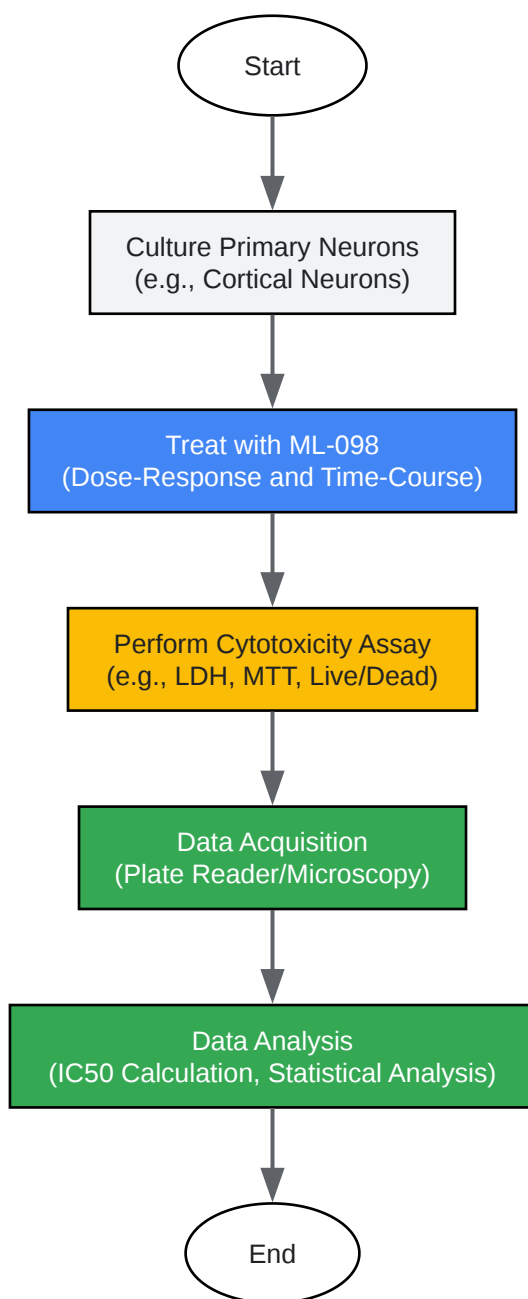 Start
Culture Primary Neurons
(e.g., Cortical Neurons)
Treat with ML-098
(Dose-Response and Time-Course)
Perform Cytotoxicity Assay
(e.g., LDH, MTT, Live/Dead)
Data Acquisition
(Plate Reader/Microscopy)
Data Analysis
(IC50 Calculation, Statistical Analysis)
End